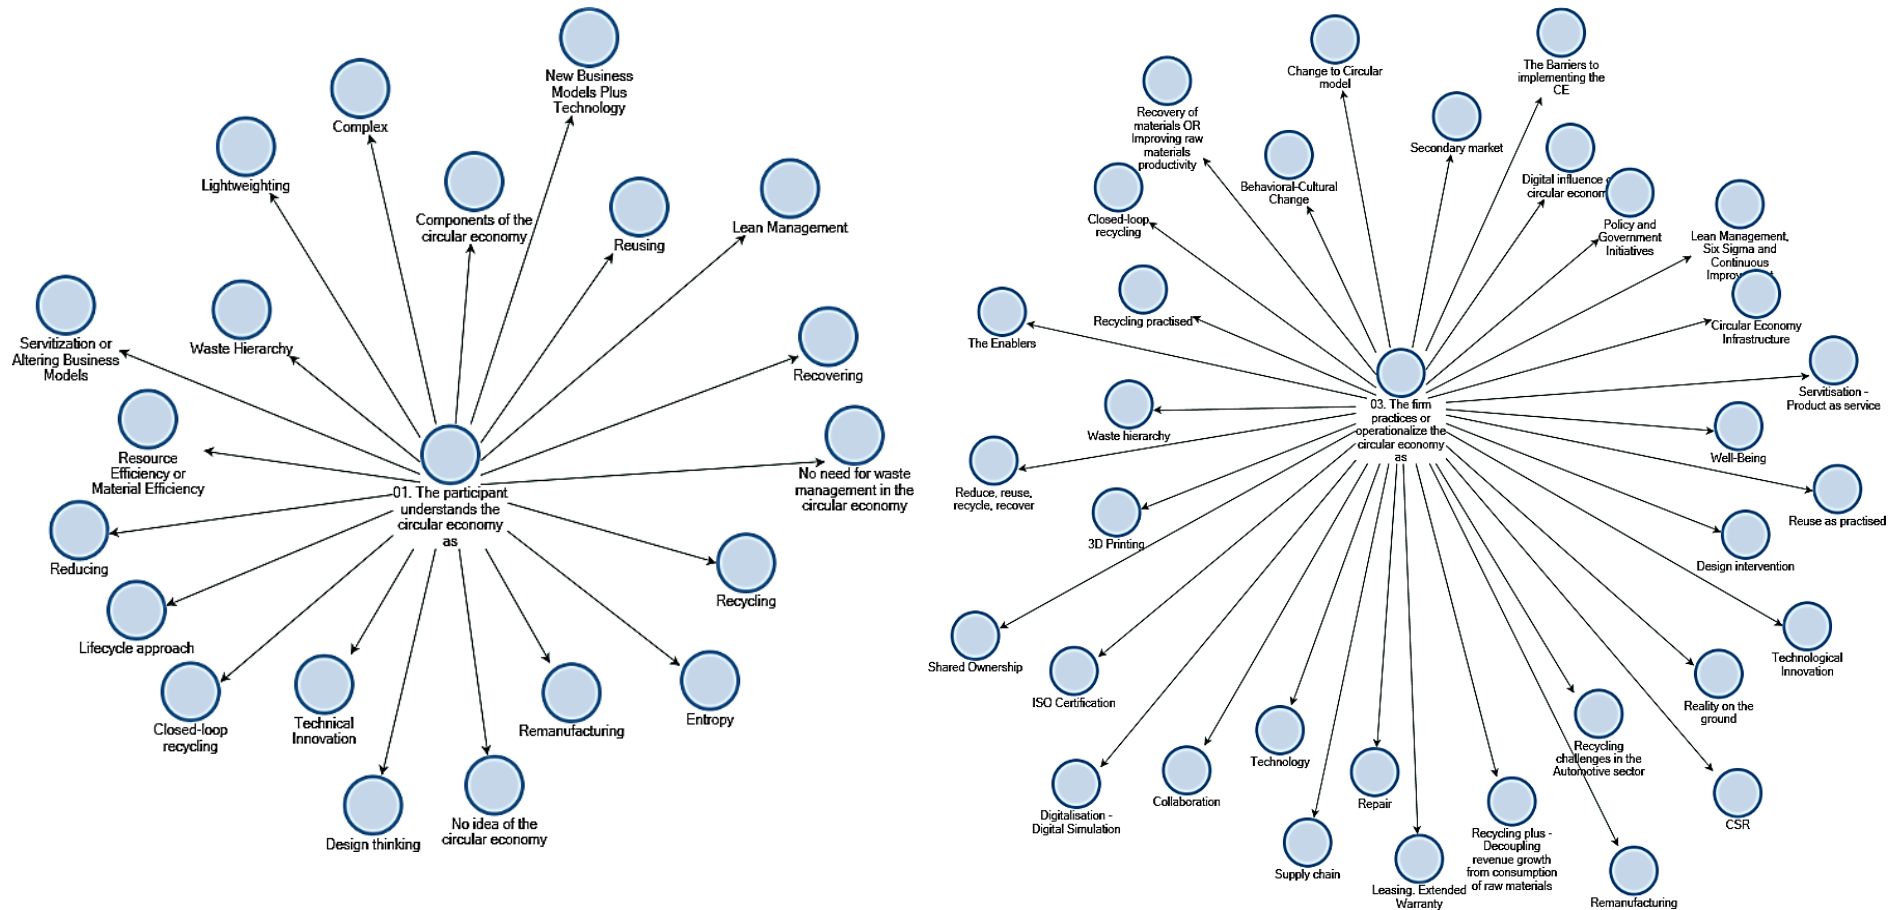 New Business
Models Plus
Technology
Complex
Lightweighting
Components of the
circular economy
Reusing
Lean Management
Servitization or
Altering Business
Models
Waste Hierarchy
Recovering
Resource
Efficiency or
Material Efficiency
No need for waste
management in the
circular economy
01. The participant
understands the
circular economy
as
Reducing
Recycling
Lifecycle approach
Closed-loop
recycling
Technical
Innovation
Remanufacturing
Entropy
Design thinking
No idea of the
circular economy
Change to Circular
model
The Barriers to
implementing the
CE
Recovery of
materials OR
Improving raw
materials
productivity
Secondary market
Behavioral-Cultural
Change
Digital influence
circular econom
Closed-loop
recycling
Policy and
Government
Initiatives
Lean Management,
Six Sigma and
Continuous
Recycling practised
The Enablers
Circular Economy
Infrastructure
Servitisation -
Product as service
03. The firm
practices or
operationalize the
circular economy
as
Waste hierarchy
Well-Being
Reduce, reuse,
recycle, recover
Reuse as practised
3D Printing
Design intervention
Shared Ownership
Technological
Innovation
ISO Certification
Reality on the
ground
Recycling
challenges in the
Automotive sector
Technology
Collaboration
Repair
Digitalisation -
Digital Simulation
CSR
Recycling plus -
Decoupling
revenue growth
from consumption
of raw materials
Supply chain
Leasing. Extended
Warranty
Remanufacturing